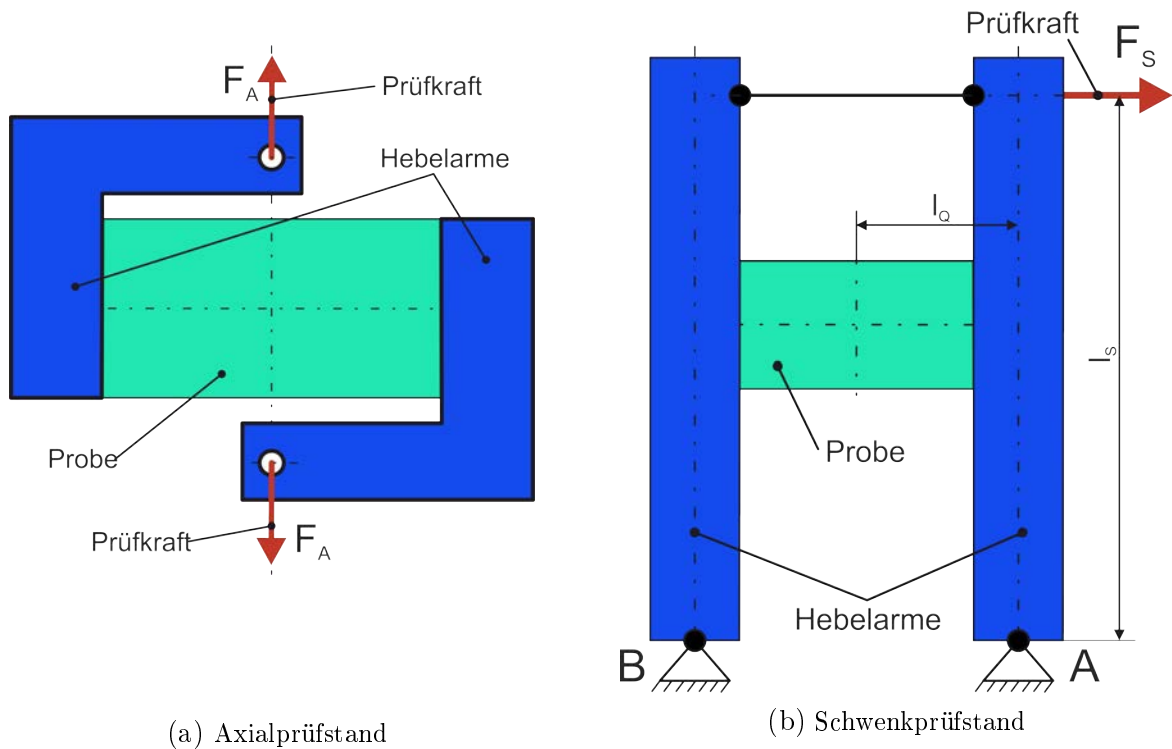 F_A
Prüfkraft
Hebelarme
Probe
Prüfkraft
F_A
(a) Axialprüfstand
Prüfkraft
F_S
l_Q
l_S
Probe
Hebelarme
B
A
(b) Schwenkprüfstand